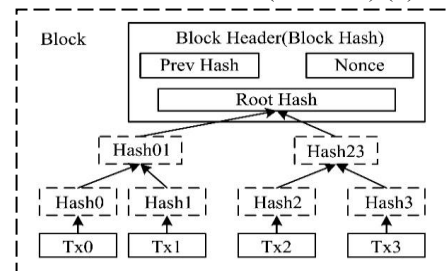 Block
Block Header(Block Hash)
Prev Hash
Nonce
Root Hash
Hash01
Hash23
Hash0
Hash1
Hash2
Hash3
Tx0
Tx1
Tx2
Tx3